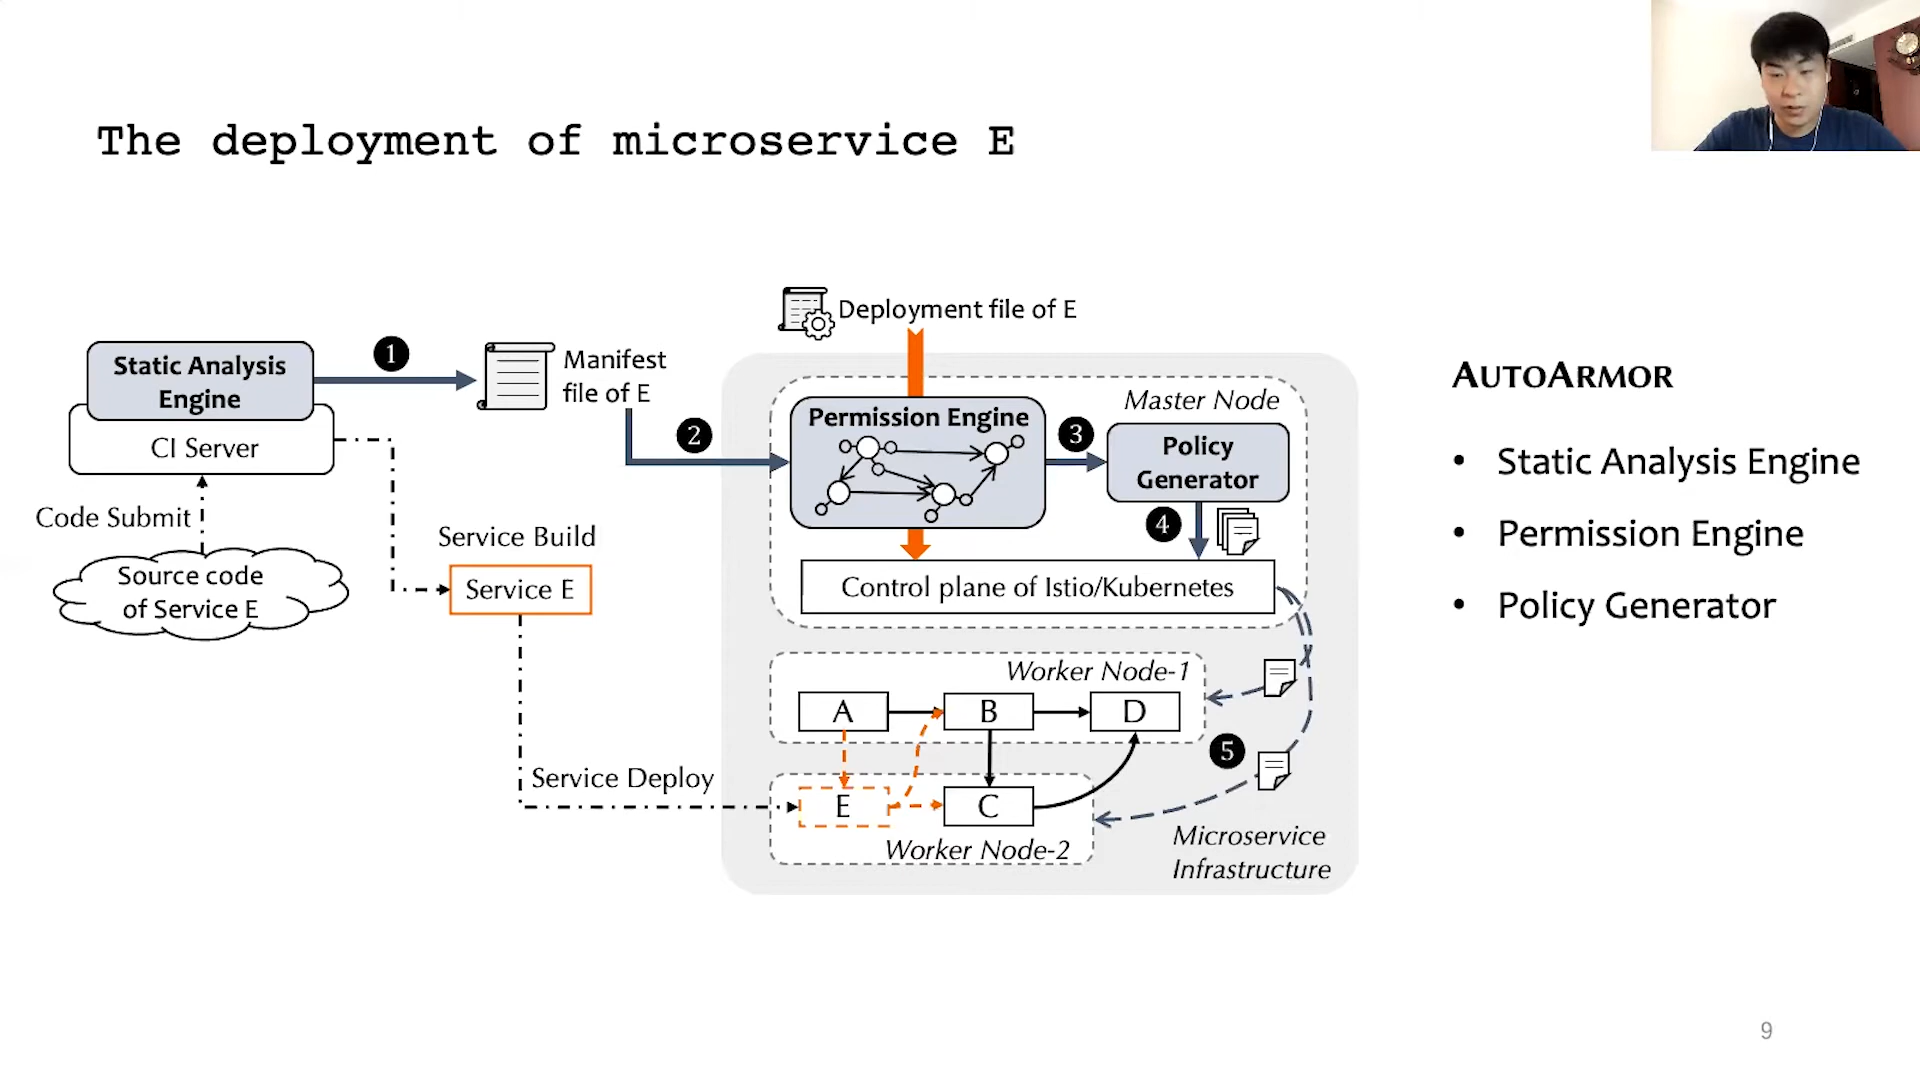 The deployment of microservice E
Deployment file of E
Static Analysis
Engine
CI Server
1
Manifest
file of E
2
Code Submit
Source code
of Service E
Service Build
Service E
Service Deploy
Master Node
Permission Engine
3
Policy
Generator
4
Control plane of Istio/Kubernetes
Worker Node-1
A
B
D
E
C
Worker Node-2
5
Microservice
Infrastructure
AUTOARMOR
• Static Analysis Engine
• Permission Engine
• Policy Generator
9